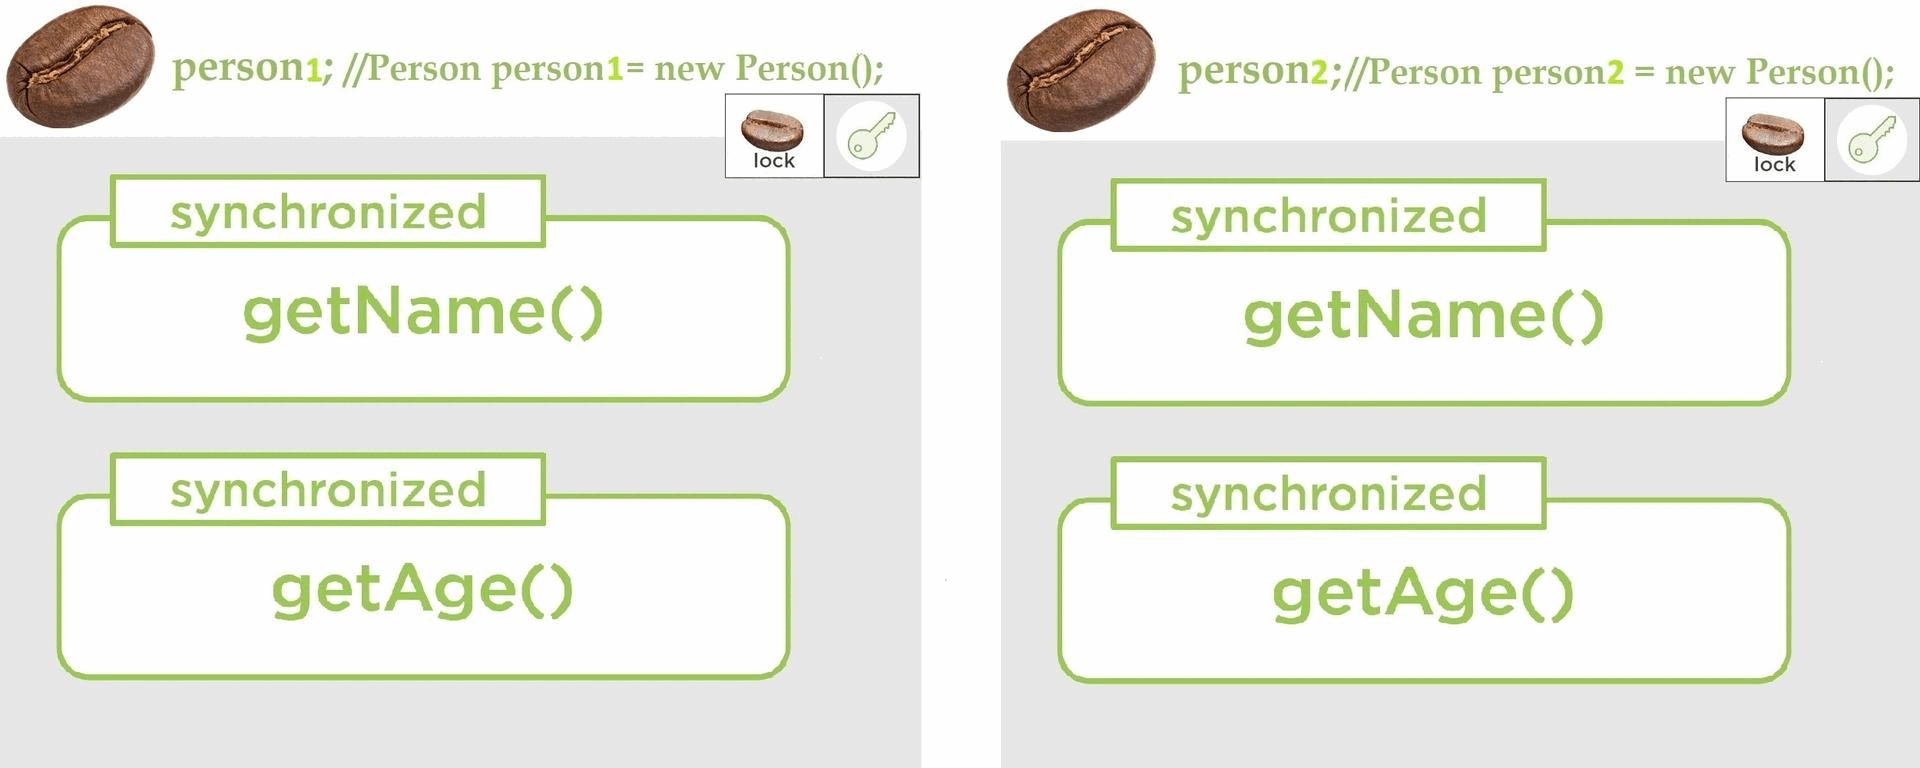 person1; //Person person1= new Person();
lock
synchronized
getName()
synchronized
getAge()
person2;//Person person2 = new Person();
lock
synchronized
getName()
synchronized
getAge()